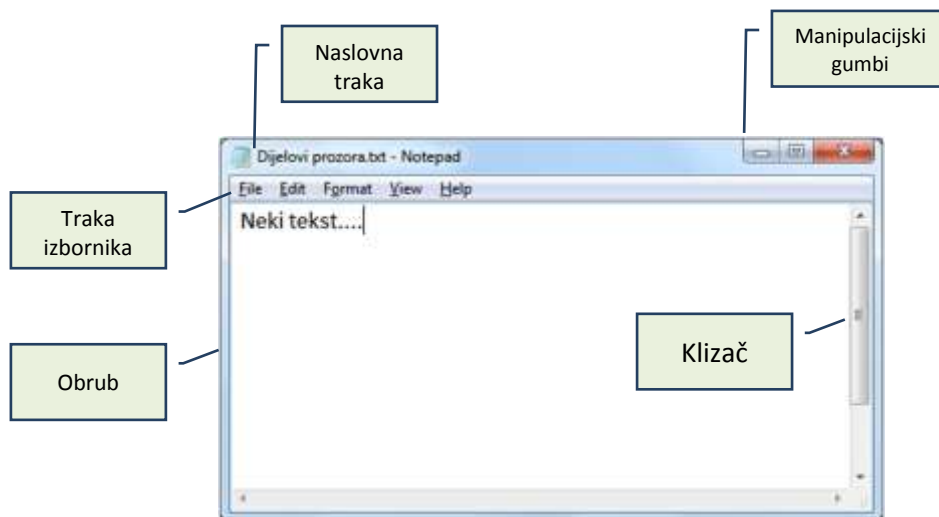 Naslovna
traka
Manipulacijski
gumbi
Dijelovi prozora.txt - Notepad
File Edit Format View Help
Neki tekst....
Traka
izbornika
Klizač
Obrub